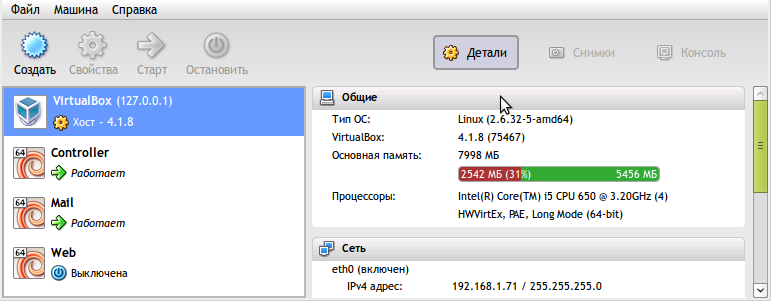 Файл Машина Справка
Создать Свойства Старт Остановить Детали Снимки Консоль
VirtualBox (127.0.0.1)
Хост - 4.1.8
64 Controller
Работает
64 Mail
Работает
64 Web
Выключена
Общие
Тип ОС: Linux (2.6.32-5-amd64)
VirtualBox: 4.1.8 (75467)
Основная память: 7998 МБ
2542 МБ (31%) 5456 МБ
Процессоры: Intel(R) Core(TM) i5 CPU 650 @ 3.20GHz (4)
HWVirtEx, PAE, Long Mode (64-bit)
Сеть
eth0 (включен)
IPv4 адрес: 192.168.1.71 / 255.255.255.0